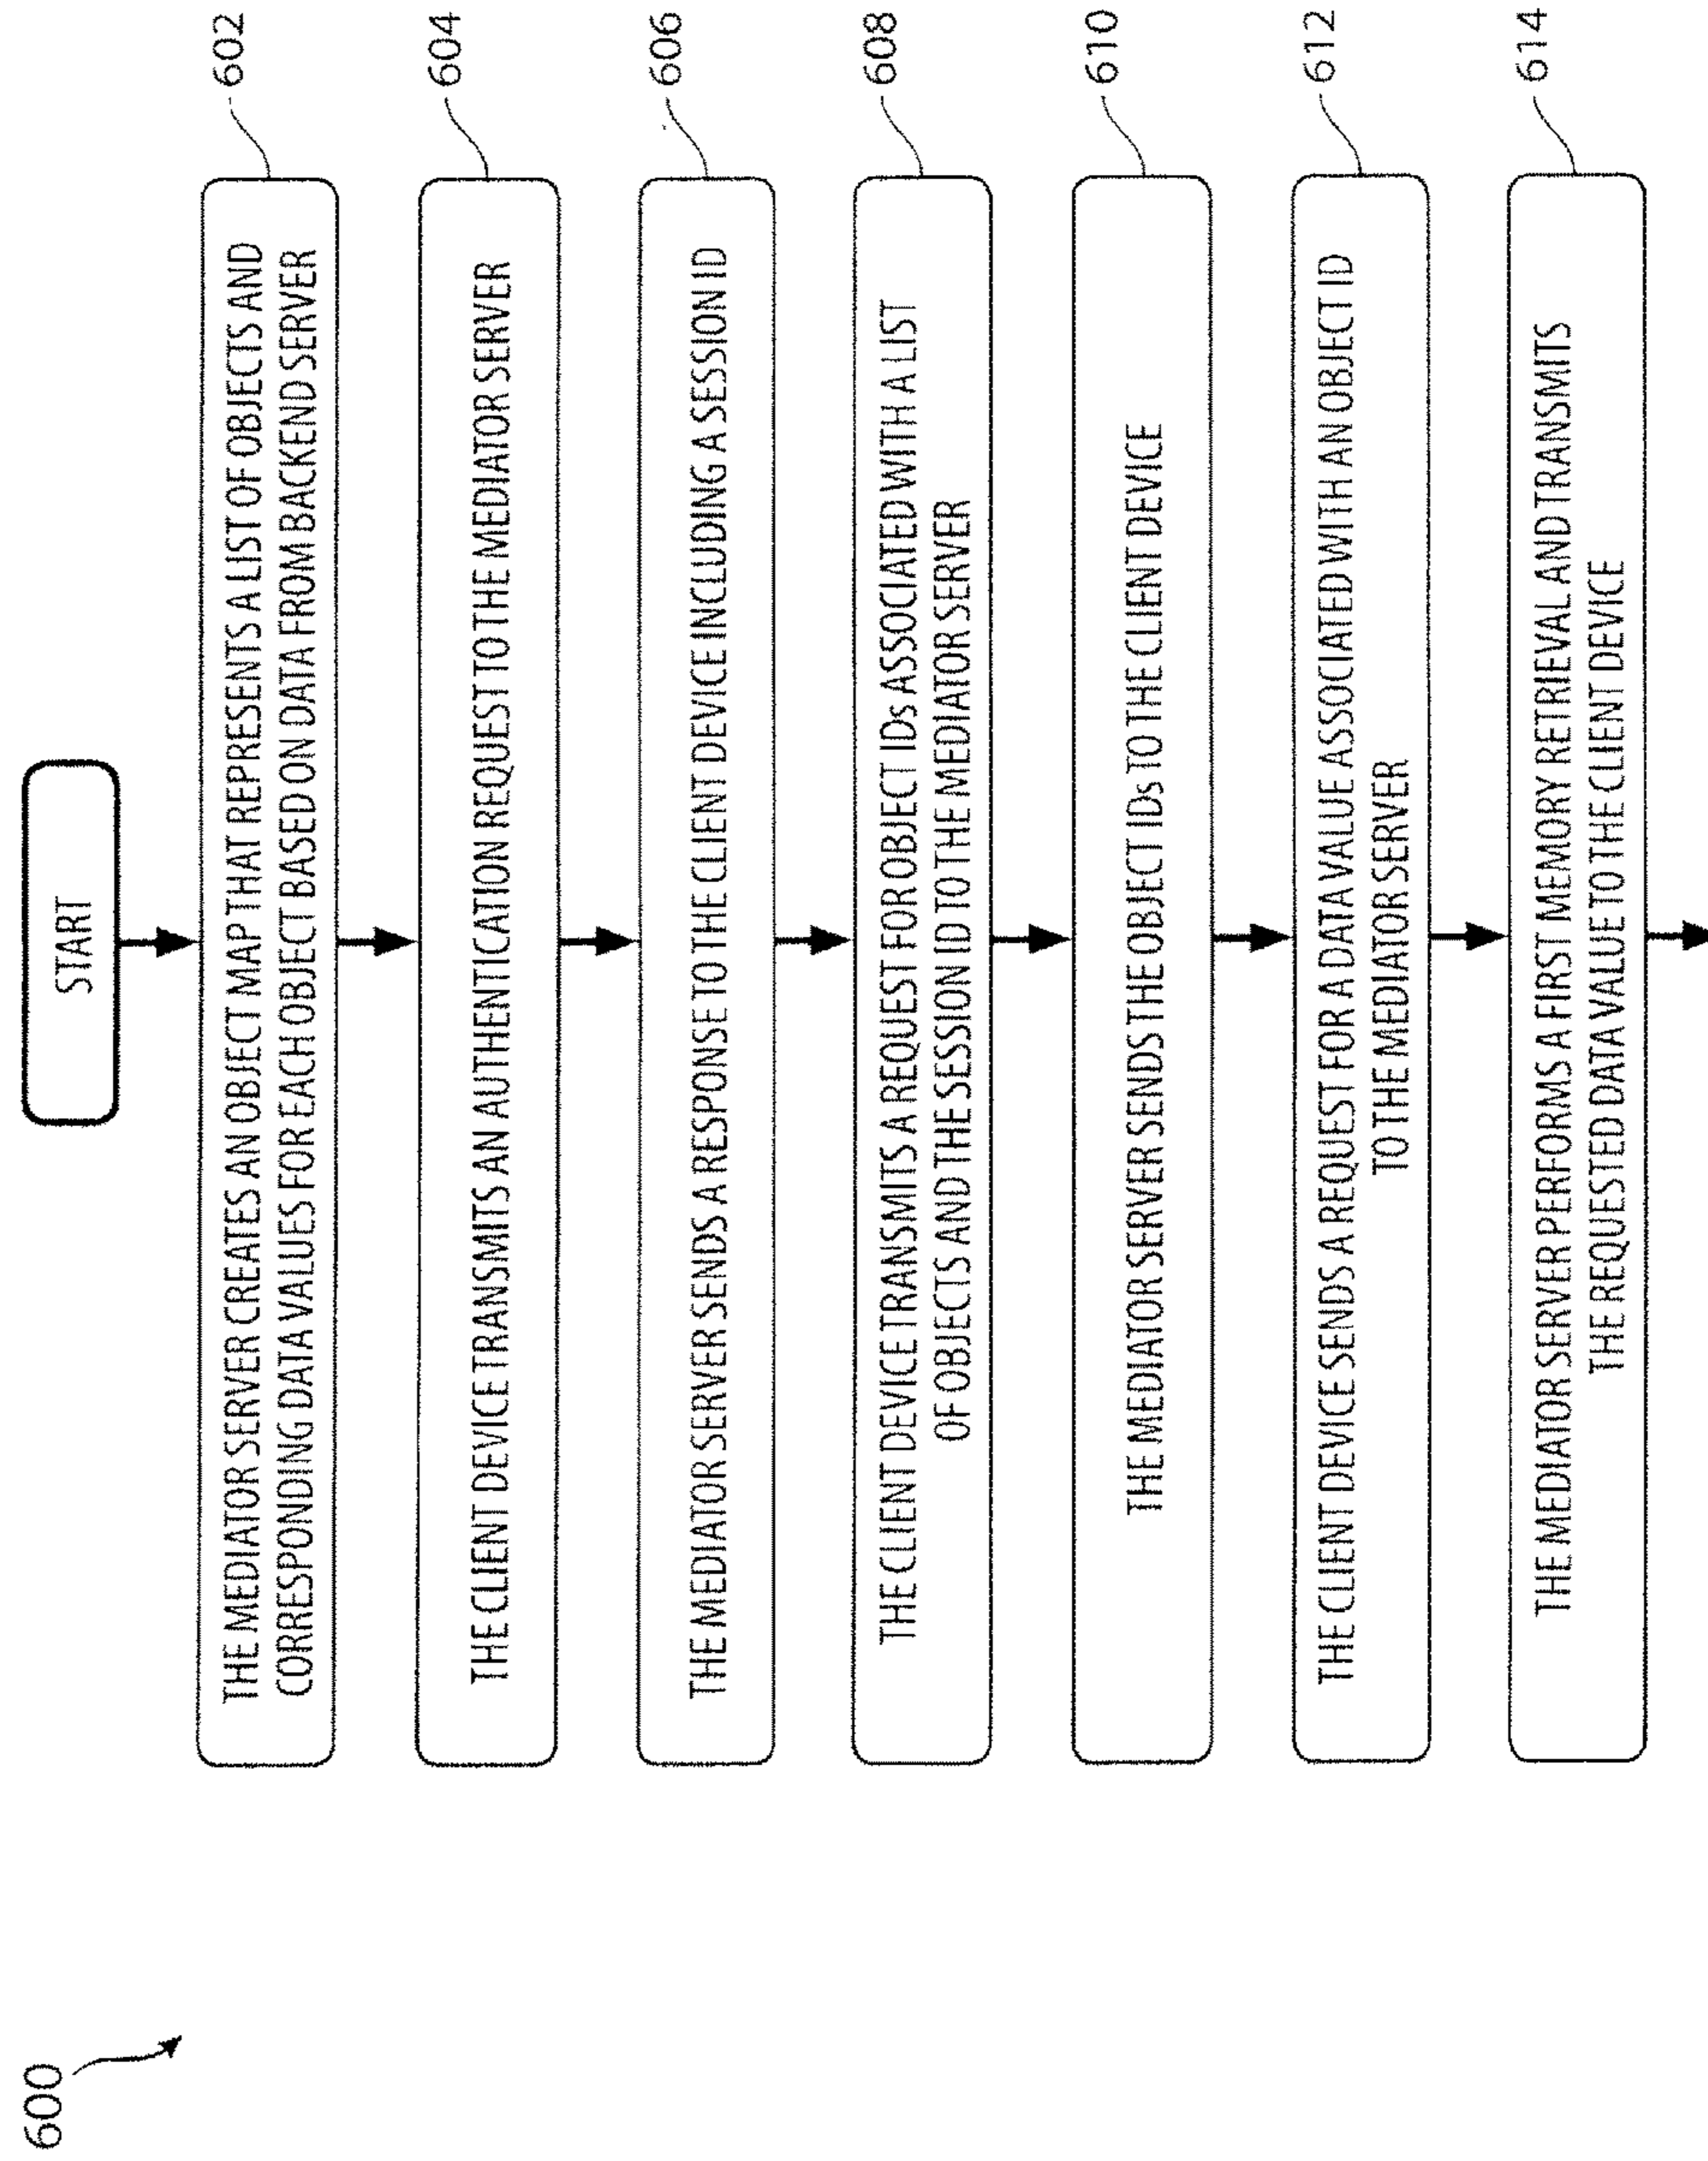 600
START
THE MEDIATOR SERVER CREATES AN OBJECT MAP THAT REPRESENTS A LIST OF OBJECTS AND
CORRESPONDING DATA VALUES FOR EACH OBJECT BASED ON DATA FROM BACKEND SERVER
602
THE CLIENT DEVICE TRANSMITS AN AUTHENTICATION REQUEST TO THE MEDIATOR SERVER
604
THE MEDIATOR SERVER SENDS A RESPONSE TO THE CLIENT DEVICE INCLUDING A SESSION ID
606
THE CLIENT DEVICE TRANSMITS A REQUEST FOR OBJECT IDs ASSOCIATED WITH A LIST
OF OBJECTS AND THE SESSION ID TO THE MEDIATOR SERVER
608
THE MEDIATOR SERVER SENDS THE OBJECT IDs TO THE CLIENT DEVICE
610
THE CLIENT DEVICE SENDS A REQUEST FOR A DATA VALUE ASSOCIATED WITH AN OBJECT ID
TO THE MEDIATOR SERVER
612
THE MEDIATOR SERVER PERFORMS A FIRST MEMORY RETRIEVAL AND TRANSMITS
THE REQUESTED DATA VALUE TO THE CLIENT DEVICE
614